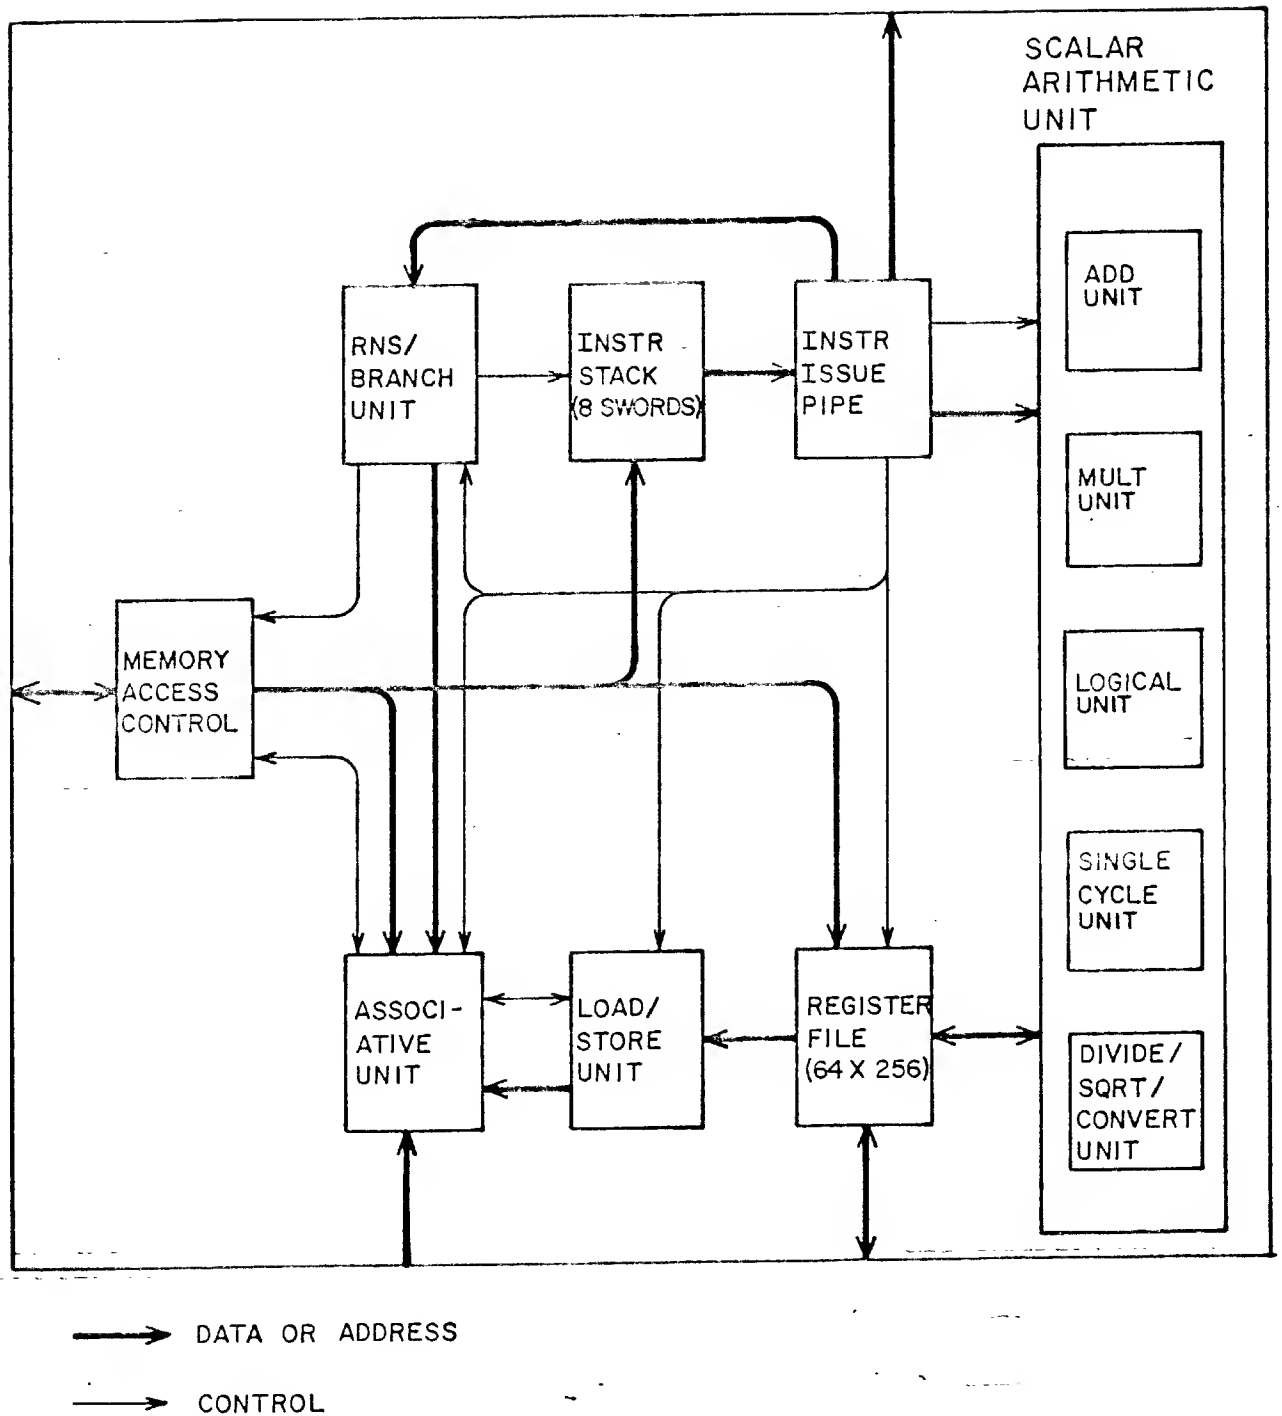 SCALAR
ARITHMETIC
UNIT
ADD
UNIT
RNS/
BRANCH
UNIT
INSTR
STACK
(8 SWORDS)
INSTR
ISSUE
PIPE
MULT
UNIT
MEMORY
ACCESS
CONTROL
LOGICAL
UNIT
SINGLE
CYCLE
UNIT
ASSOCI-
ATIVE
UNIT
LOAD/
STORE
UNIT
REGISTER
FILE
(64 X 256)
DIVIDE/
SQRT/
CONVERT
UNIT
DATA OR ADDRESS
CONTROL